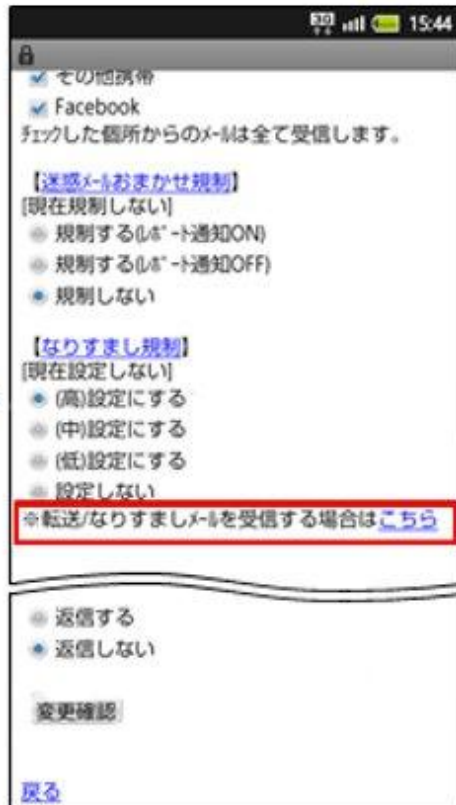 3G 15:44
その他携帯
Facebook
チェックした個所からのメールは全て受信します。
【迷惑メールおまかせ規制】
[現在規制しない]
規制する(レポート通知ON)
規制する(レポート通知OFF)
規制しない
【なりすまし規制】
[現在設定しない]
(高)設定にする
(中)設定にする
(低)設定にする
設定しない
※転送/なりすましメールを受信する場合はこちら
返信する
返信しない
変更確認
戻る